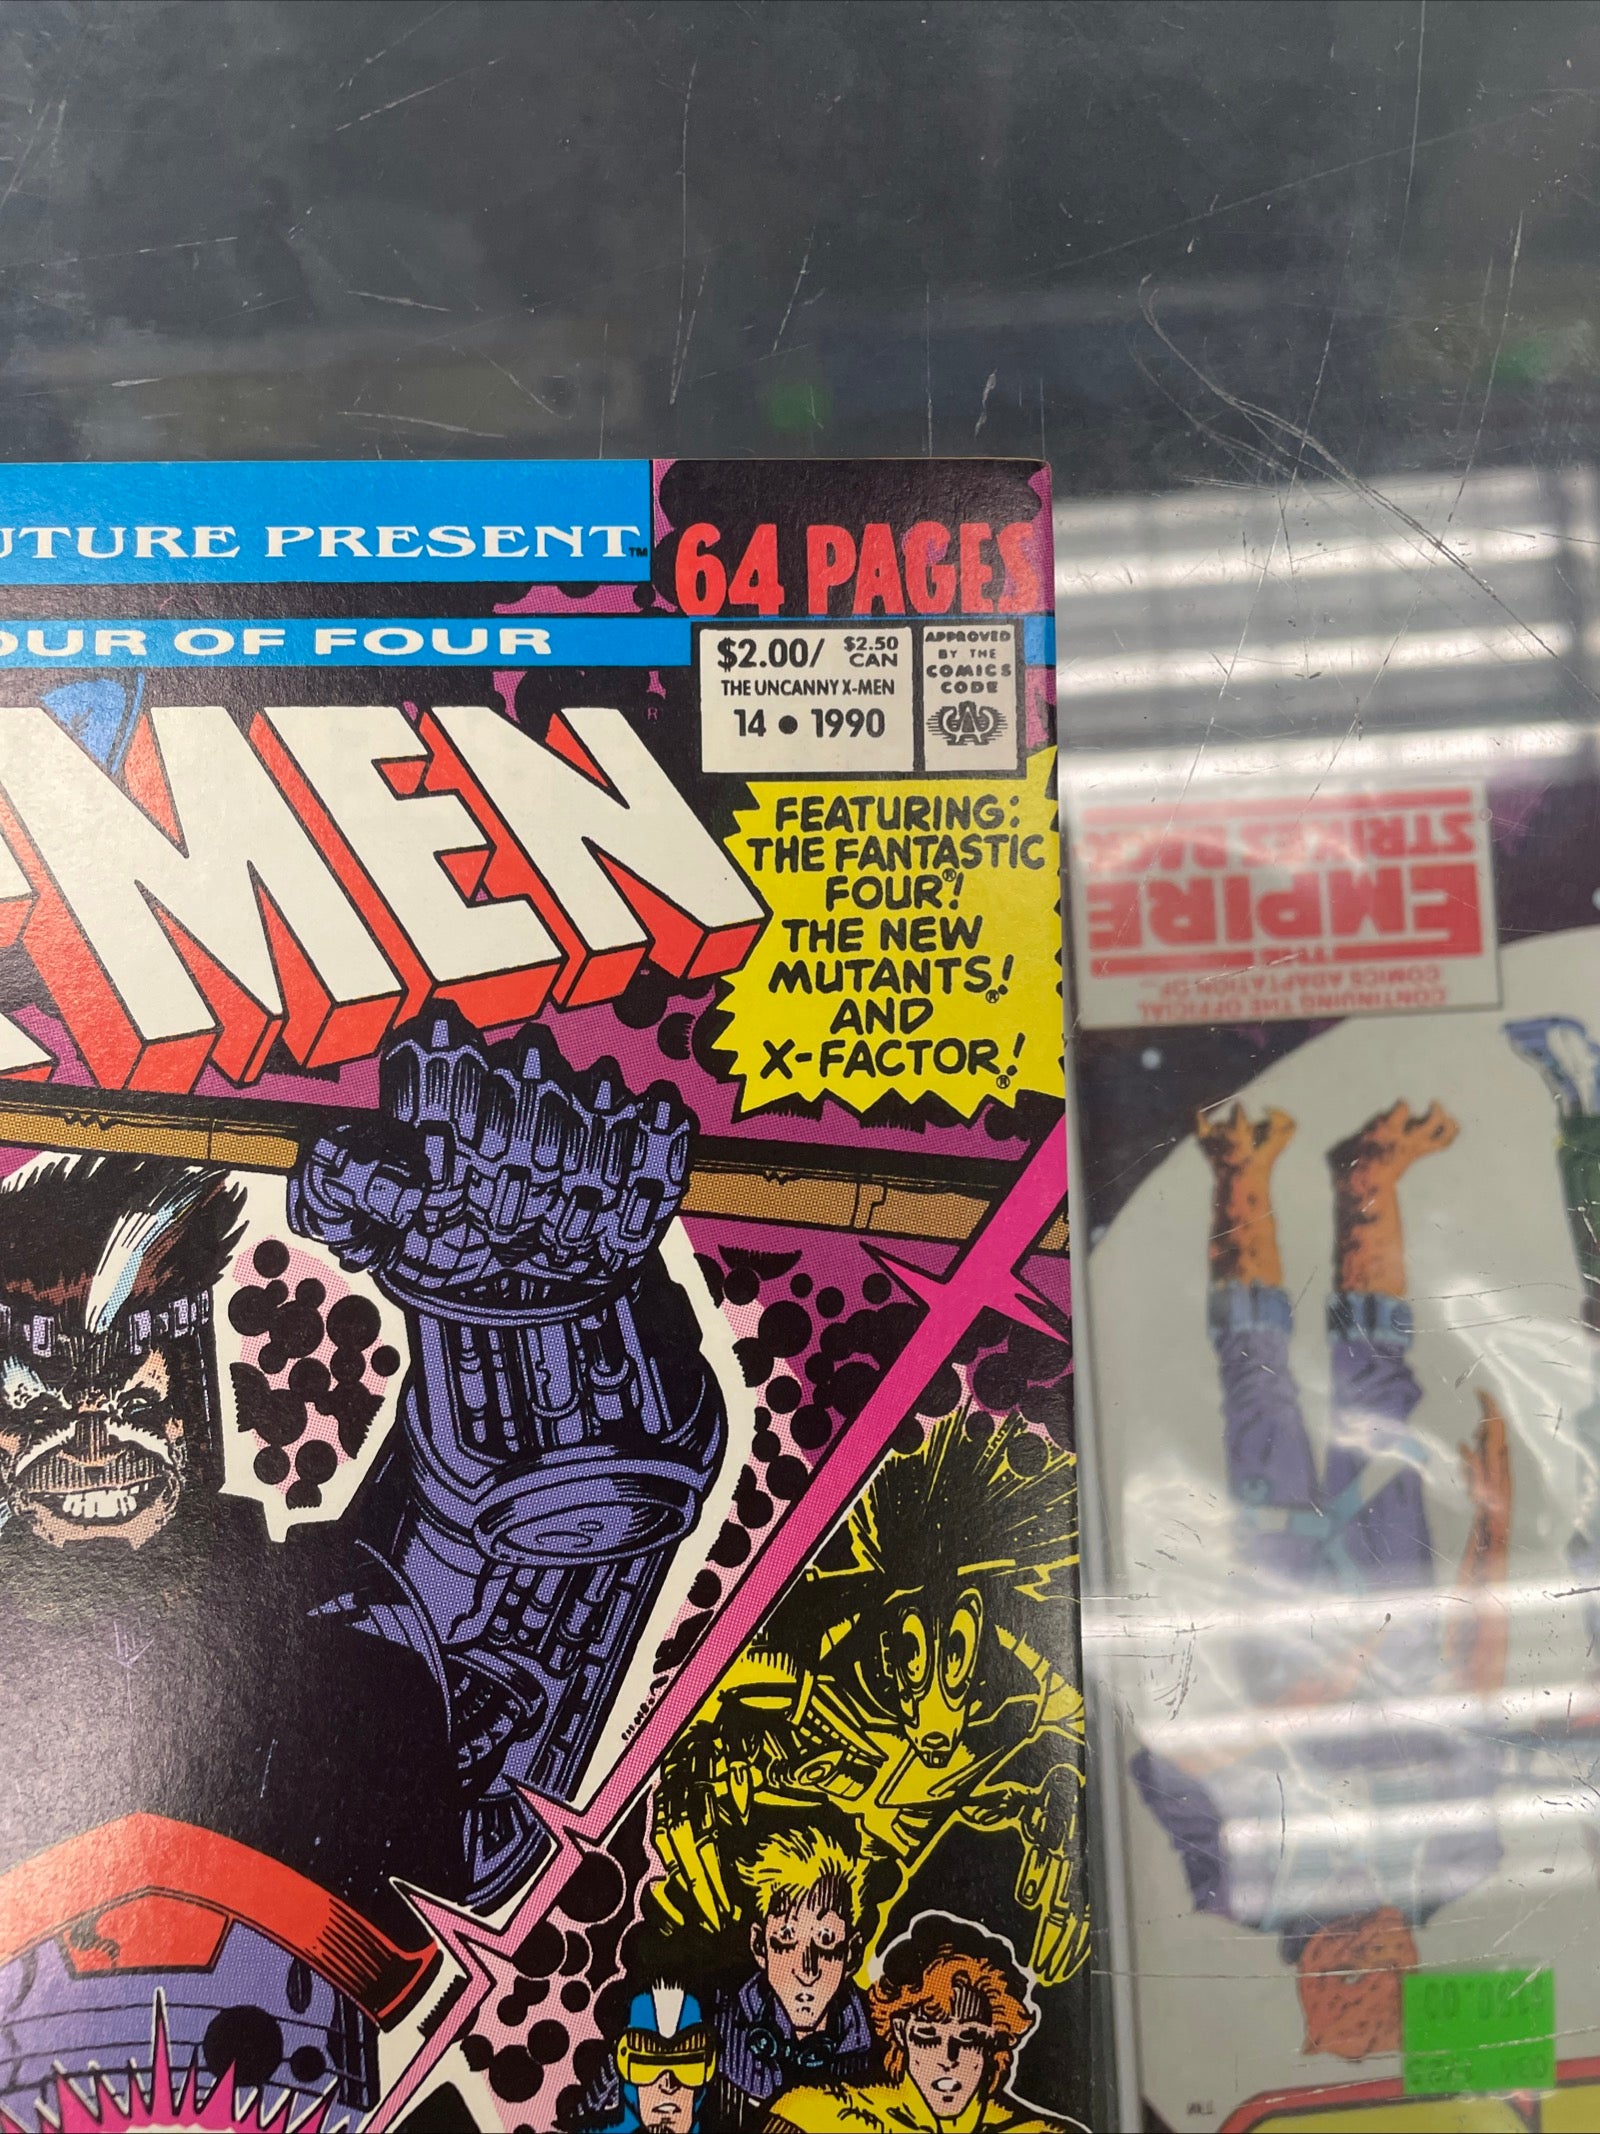 UTURE PRESENT™
64 PAGES
OUR OF FOUR
$2.00/ $2.50 CAN
THE UNCANNY X-MEN
14 • 1990
APPROVED
BY THE
COMICS
CODE
-MEN
FEATURING:
THE FANTASTIC
FOUR®!
THE NEW
MUTANTS®!
AND
X-FACTOR®!
CONTINUING THE OFFICIAL
COMICS ADAPTATION OF...
THE
EMPIRE
STRIKES BACK